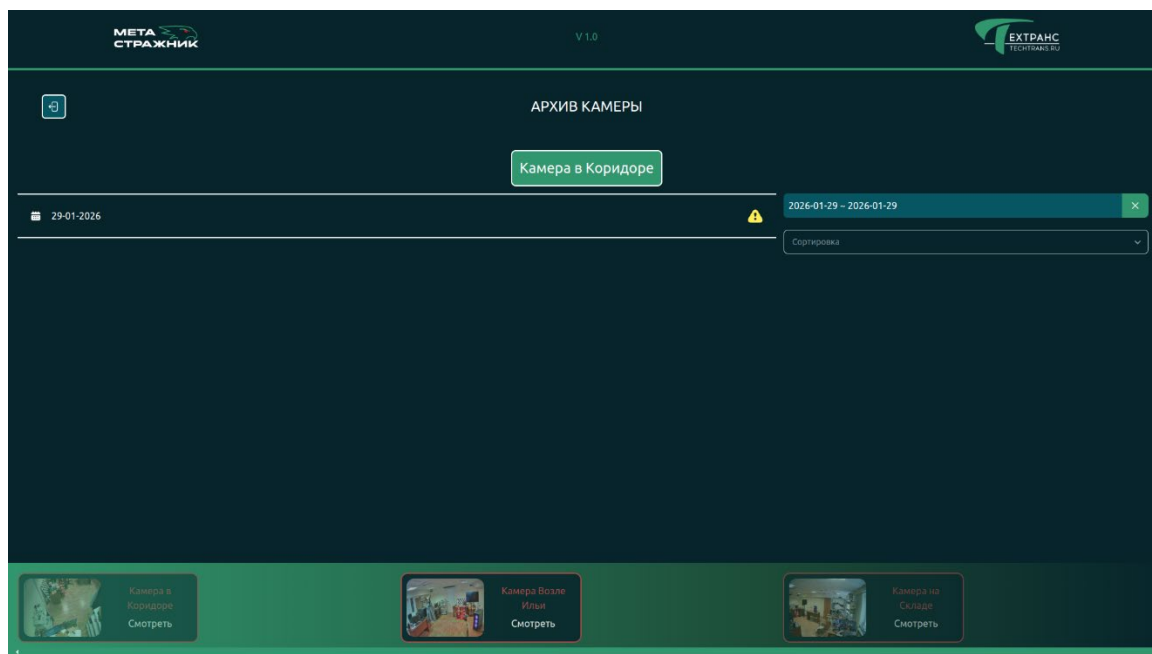 МЕТА
СТРАЖНИК
V 1.0
ЕХТРАНС
TECHTRANS.RU
АРХИВ КАМЕРЫ
Камера в Коридоре
29-01-2026
2026-01-29 ~ 2026-01-29
Сортировка
Камера в
Коридоре
Смотреть
Камера Возле
Ильи
Смотреть
Камера на
Складе
Смотреть